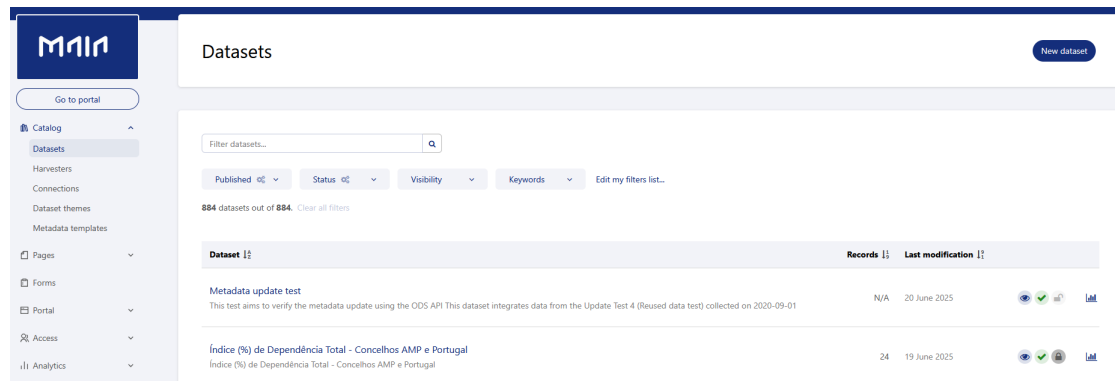 MAIA
Datasets
New dataset
Go to portal
Catalog
Datasets
Harvesters
Connections
Dataset themes
Metadata templates
Pages
Forms
Portal
Access
Analytics
Filter datasets...
Published
Status
Visibility
Keywords
Edit my filters list...
884 datasets out of 884. Clear all filters
Dataset Records Last modification
Metadata update test N/A 20 June 2025
This test aims to verify the metadata update using the ODS API This dataset integrates data from the Update Test 4 (Reused data test) collected on 2020-09-01
Índice (%) de Dependência Total - Concelhos AMP e Portugal 24 19 June 2025
Índice (%) de Dependência Total - Concelhos AMP e Portugal